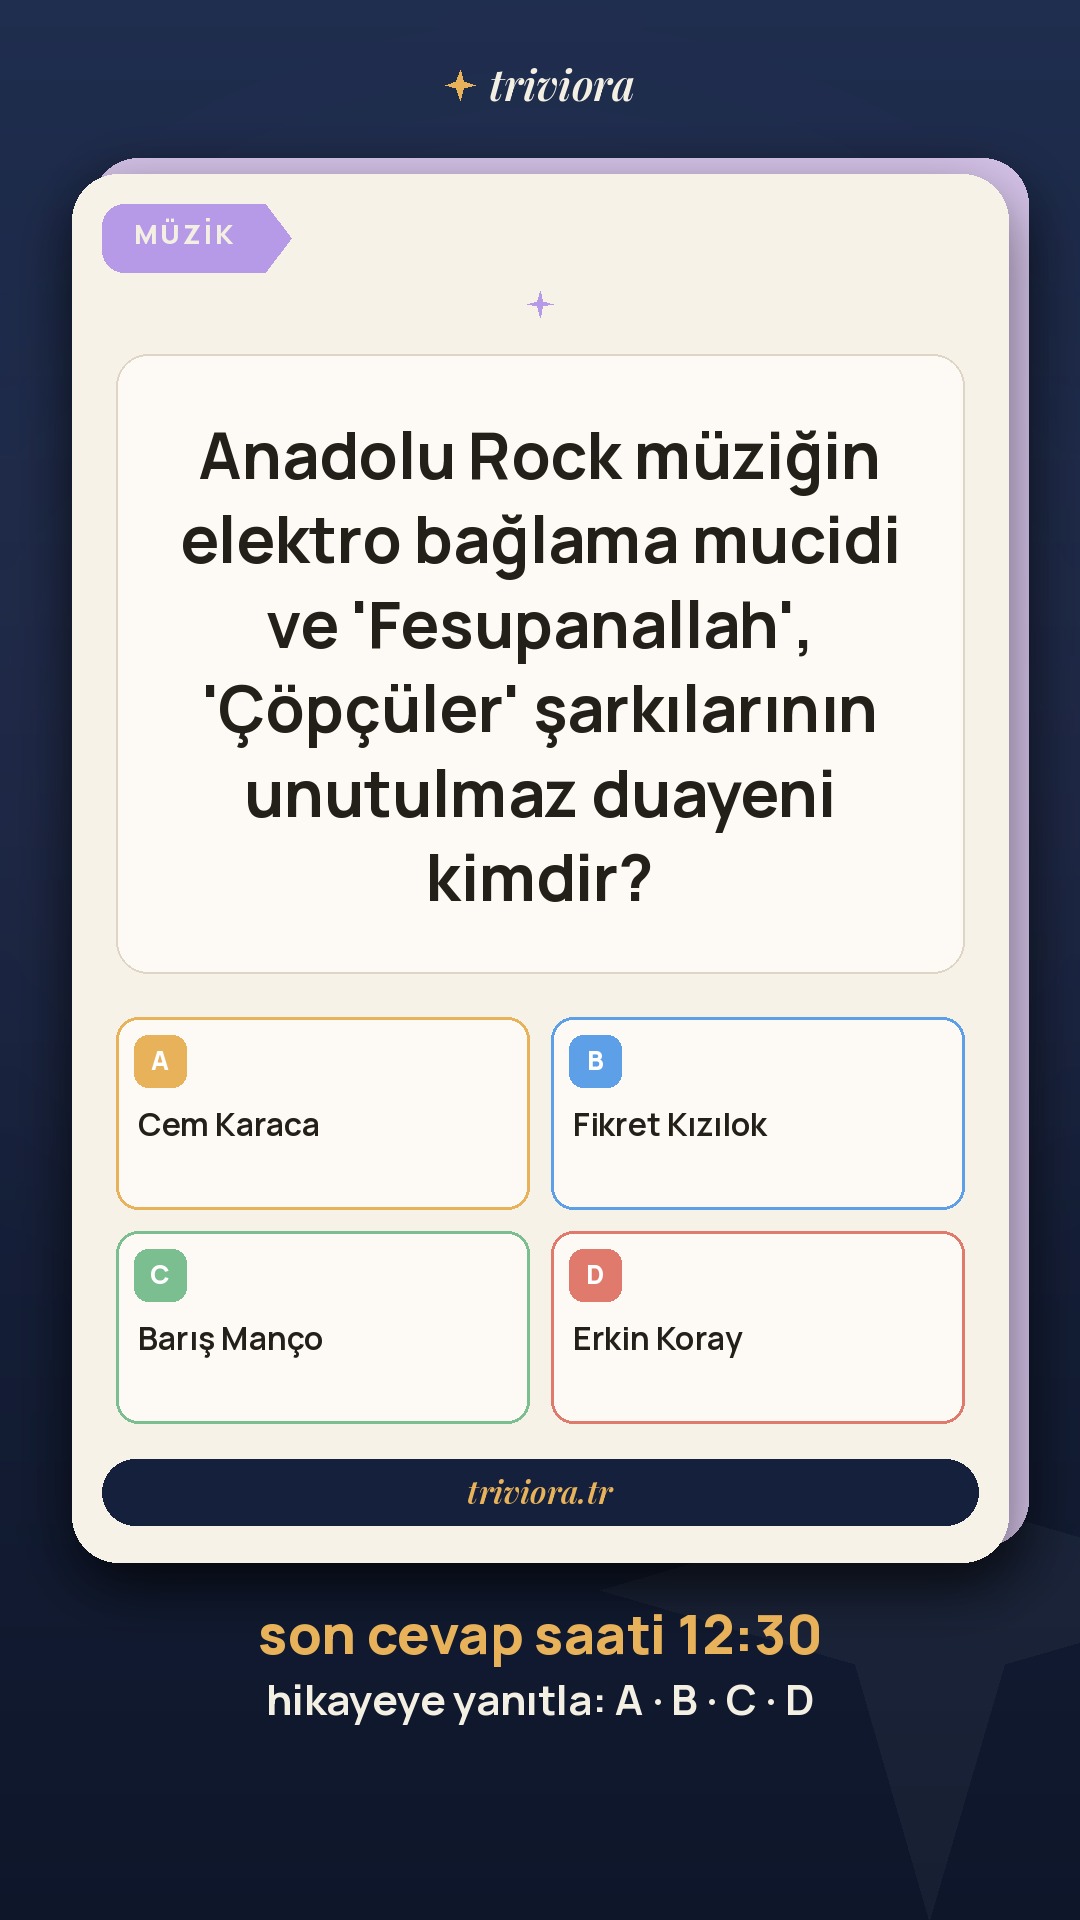 triviora
MÜZİK
Anadolu Rock müziğin
elektro bağlama mucidi
ve 'Fesupanallah',
'Çöpçüler' şarkılarının
unutulmaz duayeni
kimdir?
A
Cem Karaca
B
Fikret Kızılok
C
Barış Manço
D
Erkin Koray
triviora.tr
son cevap saati 12:30
hikayeye yanıtla: A · B · C · D